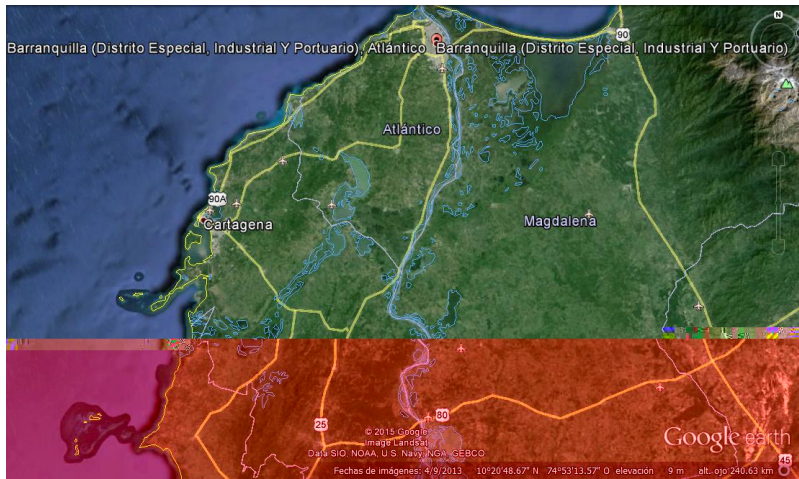 N
90
Barranquilla (Distrito Especial, Industrial Y Portuario), Atlántico Barranquilla (Distrito Especial, Industrial Y Portuario)
Atlántico
90A
Cartagena
Magdalena
25
80
© 2015 Google
Image Landsat
Data SIO, NOAA, U.S. Navy, NGA, GEBCO
Google earth
45
Fechas de imágenes: 4/9/2013 10°20'48.67" N 74°53'13.57" O elevación 9 m alt. ojo 240.63 km